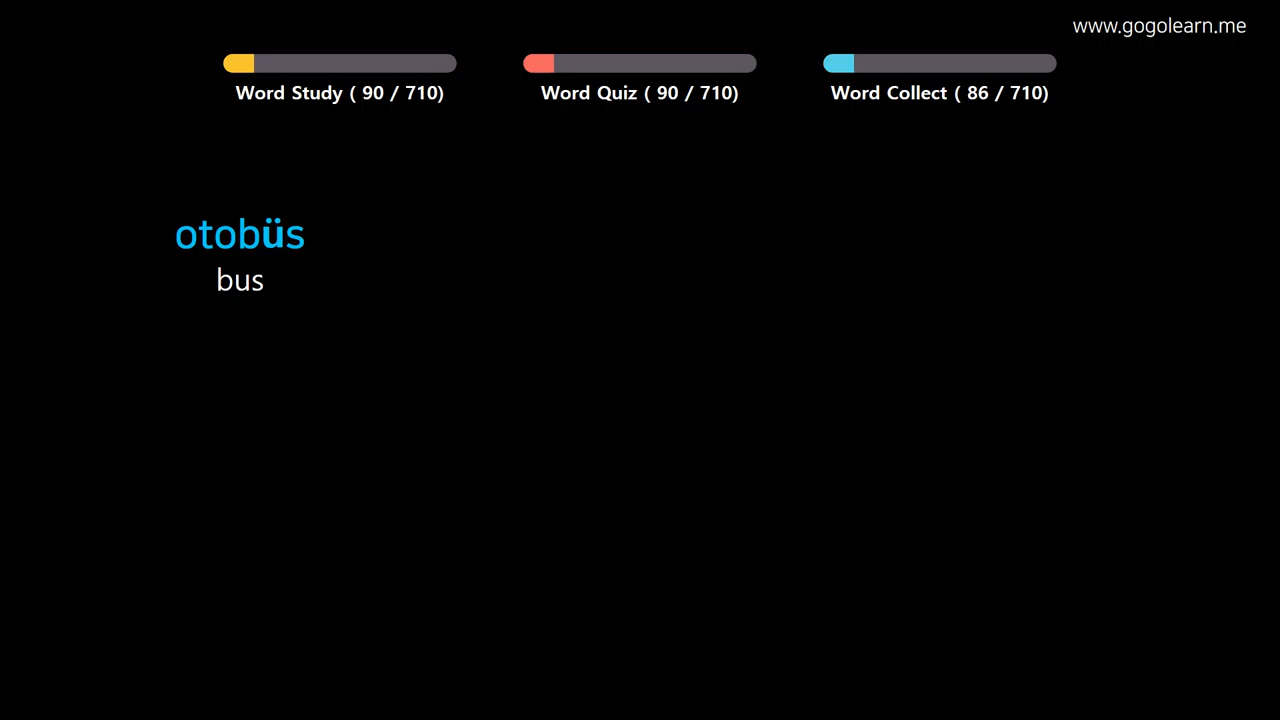 www.gogolearn.me
Word Study ( 90 / 710)
Word Quiz ( 90 / 710)
Word Collect ( 86 / 710)
otobüs
bus